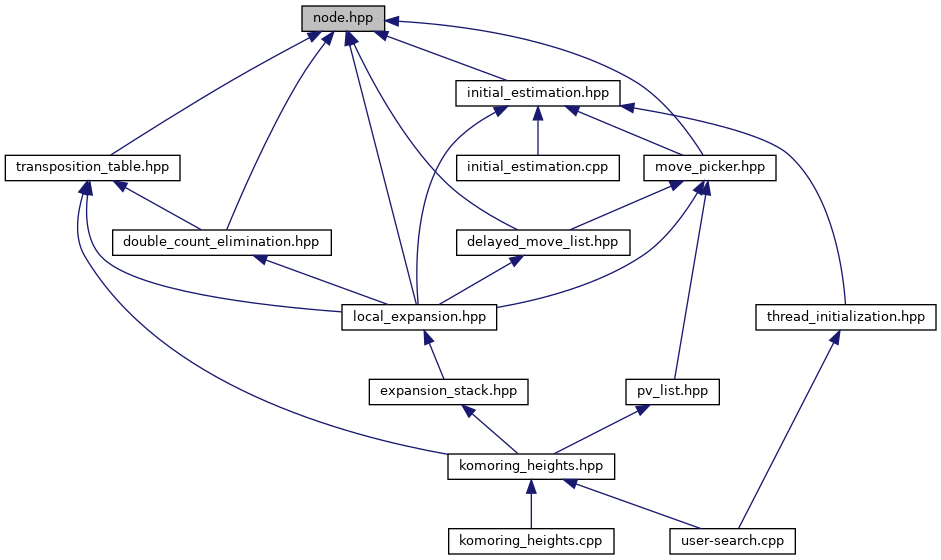 node.hpp
initial_estimation.hpp
transposition_table.hpp
initial_estimation.cpp
move_picker.hpp
double_count_elimination.hpp
delayed_move_list.hpp
local_expansion.hpp
thread_initialization.hpp
expansion_stack.hpp
pv_list.hpp
komoring_heights.hpp
komoring_heights.cpp
user-search.cpp